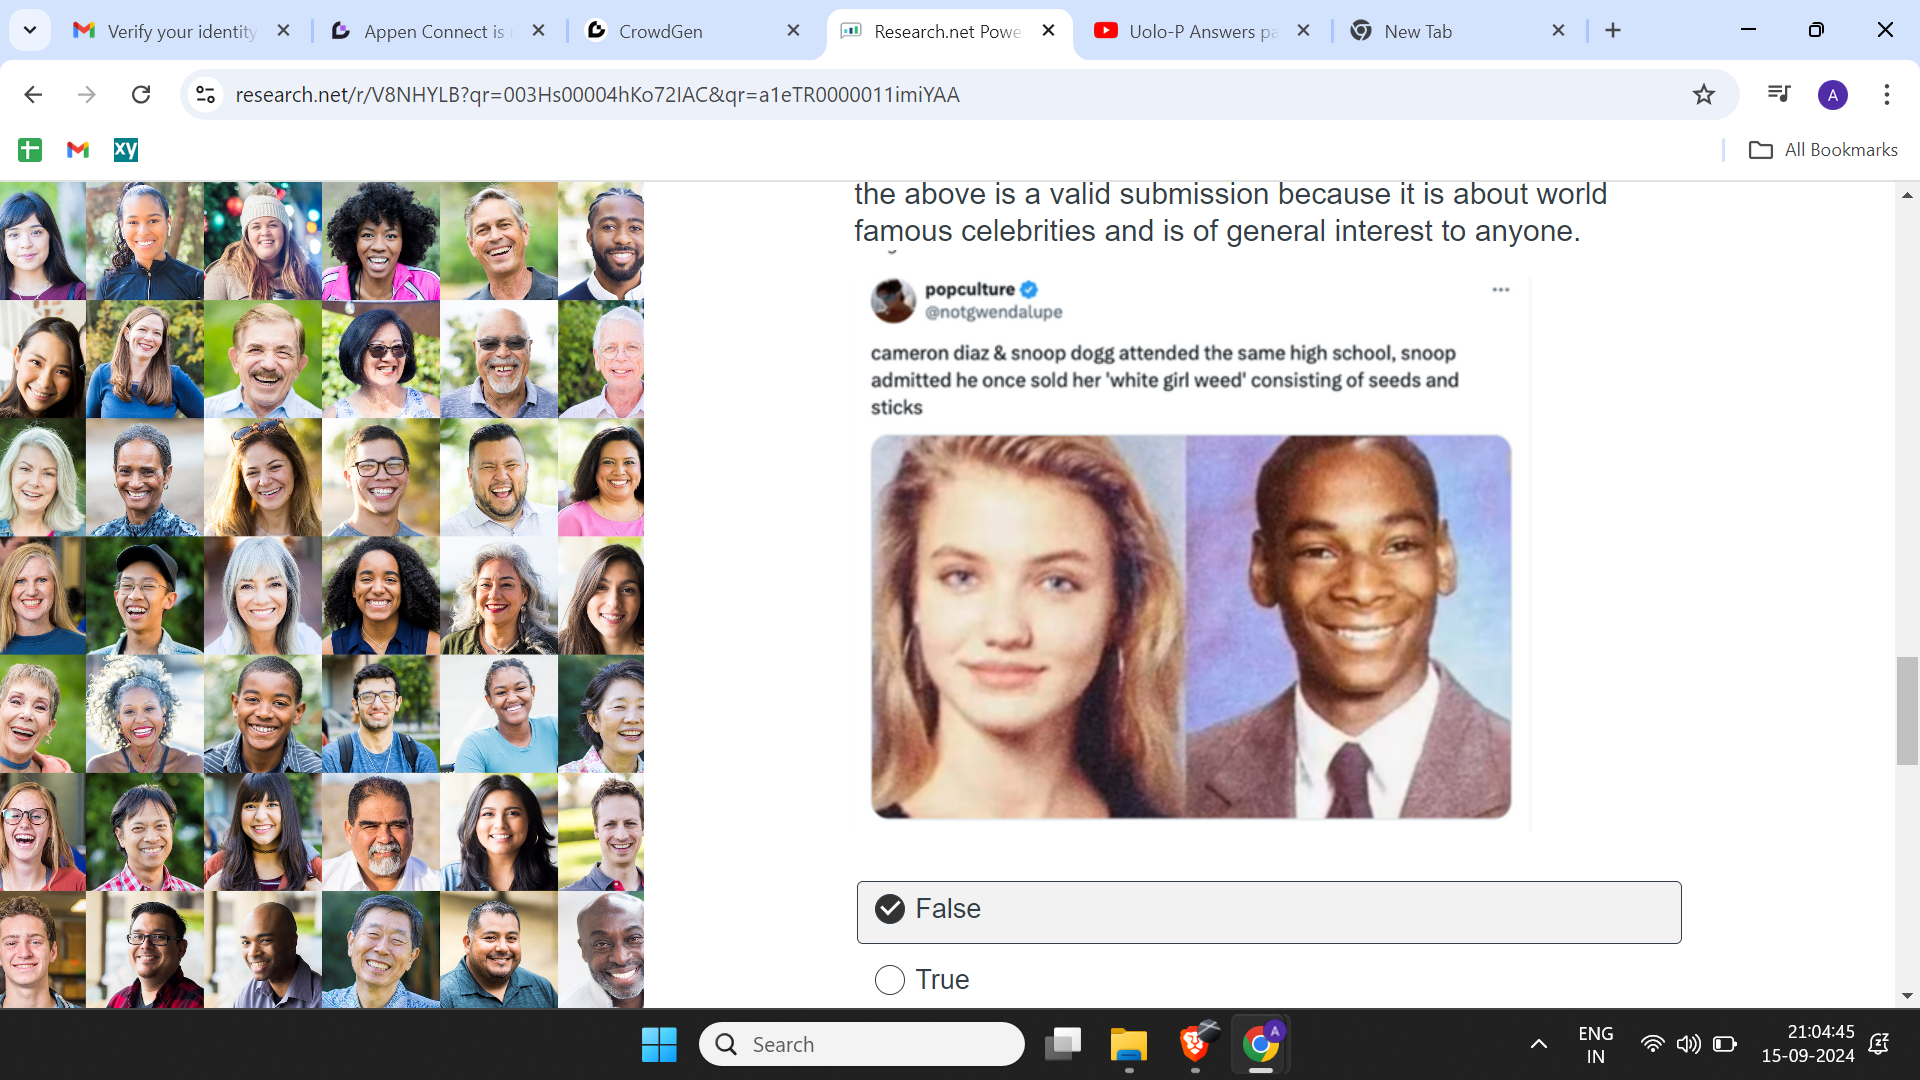 Verify your identity
Appen Connect is
CrowdGen
Research.net Powe
Uolo-P Answers pa
New Tab
research.net/r/V8NHYLB?qr=003Hs00004hKo72IAC&qr=a1eTR0000011imiYAA
A
xy
All Bookmarks
the above is a valid submission because it is about world
famous celebrities and is of general interest to anyone.
popculture
@notgwendalupe
cameron diaz & snoop dogg attended the same high school, snoop
admitted he once sold her 'white girl weed' consisting of seeds and
sticks
False
True
Search
A
ENG
IN
21:04:45
15-09-2024